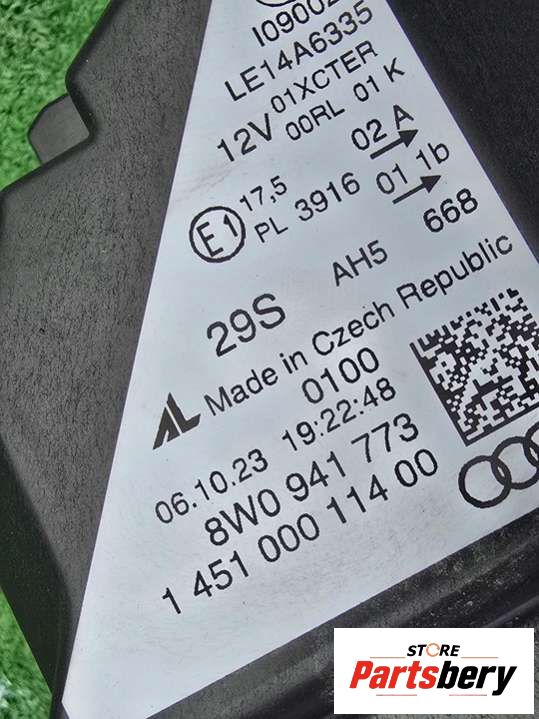 I09002
LE14A6335
01XCTER
12V 00RL 01 K
02 A
E1 17,5
PL 3916 01 1b
668
AH5
29S
AL Made in Czech Republic
0100
06.10.23 19:22:48
8W0 941 773
1 451 000 114 00
STORE
Partsbery